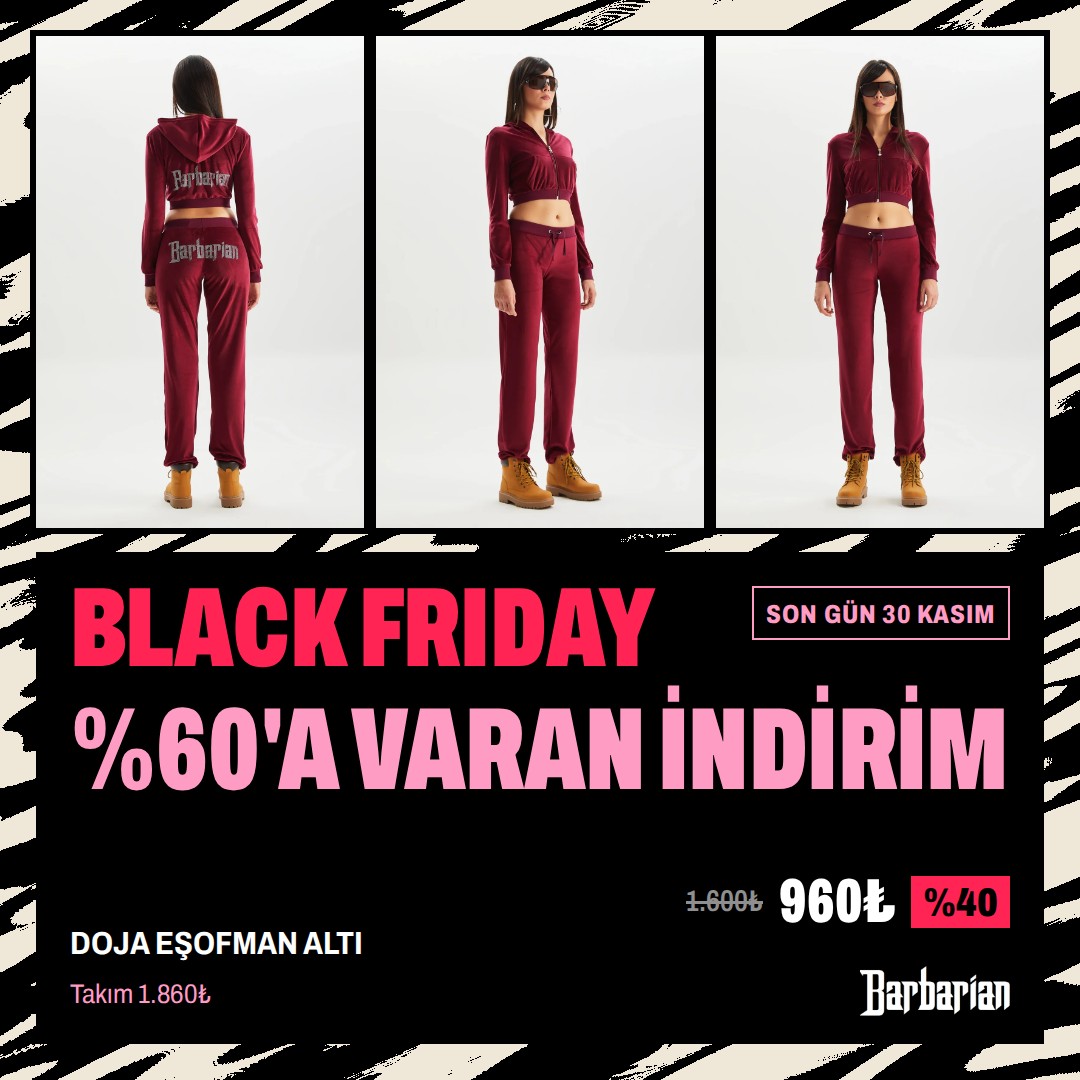 Barbarian
Barbarian
BLACK FRIDAY
SON GÜN 30 KASIM
%60'A VARAN İNDİRİM
1.600₺ 960₺ %40
DOJA EŞOFMAN ALTI
Takım 1.860₺
Barbarian